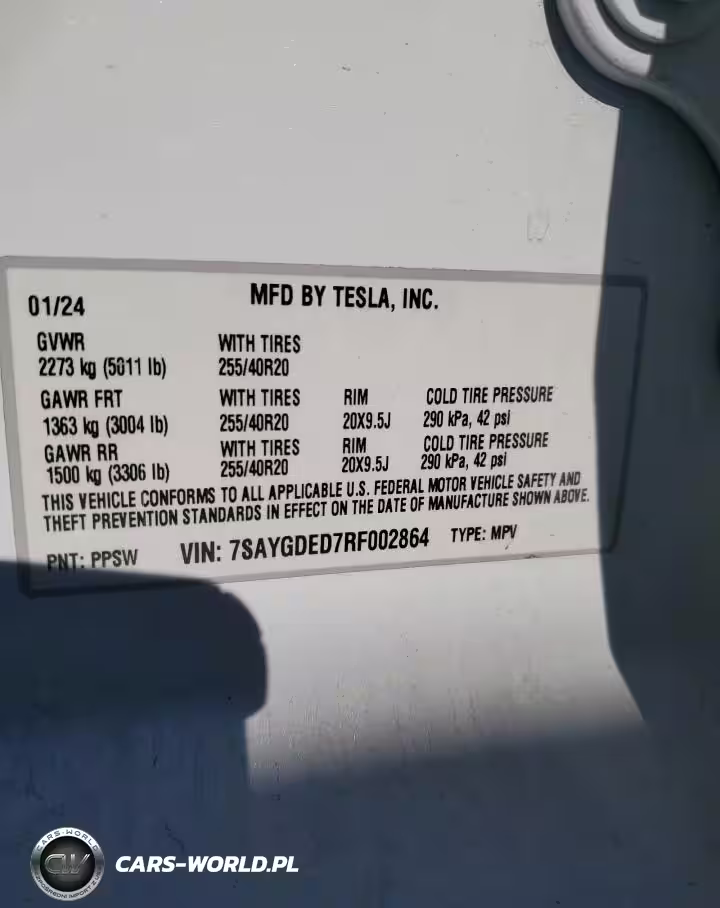 01/24
MFD BY TESLA, INC.
GVWR
WITH TIRES
2273 kg (5011 lb)
255/40R20
GAWR FRT
WITH TIRES
RIM
COLD TIRE PRESSURE
1363 kg (3004 lb)
255/40R20
20X9.5J
290 kPa, 42 psi
GAWR RR
WITH TIRES
RIM
COLD TIRE PRESSURE
1500 kg (3306 lb)
255/40R20
20X9.5J
290 kPa, 42 psi
THIS VEHICLE CONFORMS TO ALL APPLICABLE U.S. FEDERAL MOTOR VEHICLE SAFETY AND
THEFT PREVENTION STANDARDS IN EFFECT ON THE DATE OF MANUFACTURE SHOWN ABOVE.
PNT: PPSW
VIN: 7SAYGDED7RF002864
TYPE: MPV
CARS-WORLD
CW
CARS-WORLD.PL